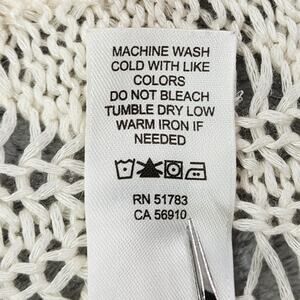 MACHINE WASH
COLD WITH LIKE
COLORS
DO NOT BLEACH
TUMBLE DRY LOW
WARM IRON IF
NEEDED
RN 51783
CA 56910